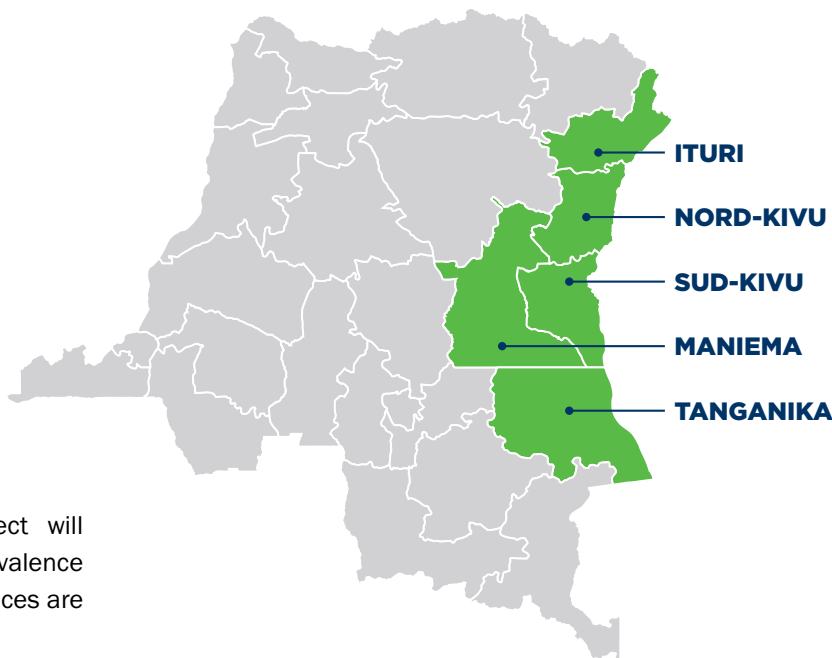 ITURI
NORD-KIVU
SUD-KIVU
MANIEMA
TANGANIKA
ect will
valence
ces are